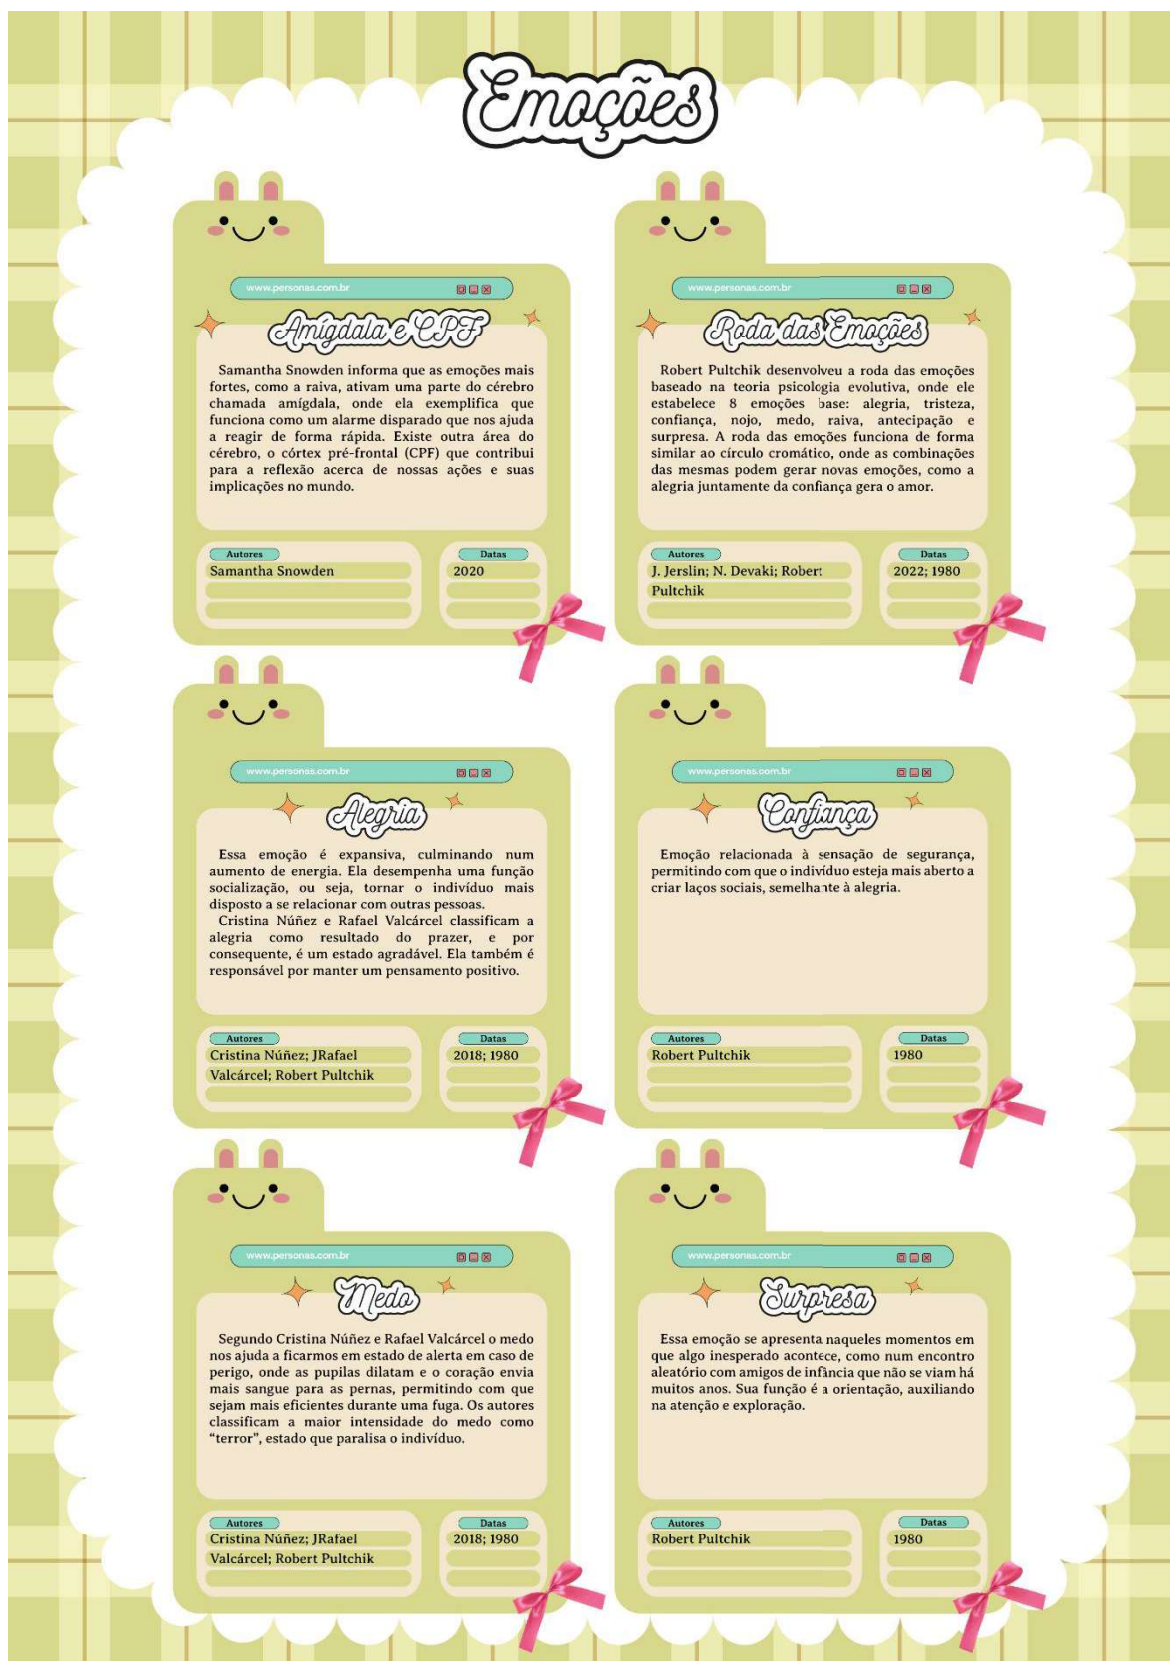 Emoções
www.personas.com.br
Amígdala e CPF
Samantha Snowden informa que as emoções mais
fortes, como a raiva, ativam uma parte do cérebro
chamada amígdala, onde ela exemplifica que
funciona como um alarme disparado que nos ajuda
a reagir de forma rápida. Existe outra área do
cérebro, o córtex pré-frontal (CPF) que contribui
para a reflexão acerca de nossas ações e suas
implicações no mundo.
Autores
Samantha Snowden
Datas
2020
www.personas.com.br
Roda das Emoções
Robert Pultchik desenvolveu a roda das emoções
baseado na teoria psicologia evolutiva, onde ele
estabelece 8 emoções base: alegria, tristeza,
confiança, nojo, medo, raiva, antecipação e
surpresa. A roda das emoções funciona de forma
similar ao círculo cromático, onde as combinações
das mesmas podem gerar novas emoções, como a
alegria juntamente da confiança gera o amor.
Autores
J. Jerslin; N. Devaki; Robert
Pultchik
Datas
2022; 1980
www.personas.com.br
Alegria
Essa emoção é expansiva, culminando num
aumento de energia. Ela desempenha uma função
socialização, ou seja, tornar o indivíduo mais
disposto a se relacionar com outras pessoas.
Cristina Núñez e Rafael Valcárcel classificam a
alegria como resultado do prazer, e por
consequente, é um estado agradável. Ela também é
responsável por manter um pensamento positivo.
Autores
Cristina Núñez; JRafael
Valcárcel; Robert Pultchik
Datas
2018; 1980
www.personas.com.br
Confiança
Emoção relacionada à sensação de segurança,
permitindo com que o indivíduo esteja mais aberto a
criar laços sociais, semelhante à alegria.
Autores
Robert Pultchik
Datas
1980
www.personas.com.br
Medo
Segundo Cristina Núñez e Rafael Valcárcel o medo
nos ajuda a ficarmos em estado de alerta em caso de
perigo, onde as pupilas dilatam e o coração envia
mais sangue para as pernas, permitindo com que
sejam mais eficientes durante uma fuga. Os autores
classificam a maior intensidade do medo como
“terror”, estado que paralisa o indivíduo.
Autores
Cristina Núñez; JRafael
Valcárcel; Robert Pultchik
Datas
2018; 1980
www.personas.com.br
Surpresa
Essa emoção se apresenta naqueles momentos em
que algo inesperado acontece, como num encontro
aleatório com amigos de infância que não se viam há
muitos anos. Sua função é a orientação, auxiliando
na atenção e exploração.
Autores
Robert Pultchik
Datas
1980